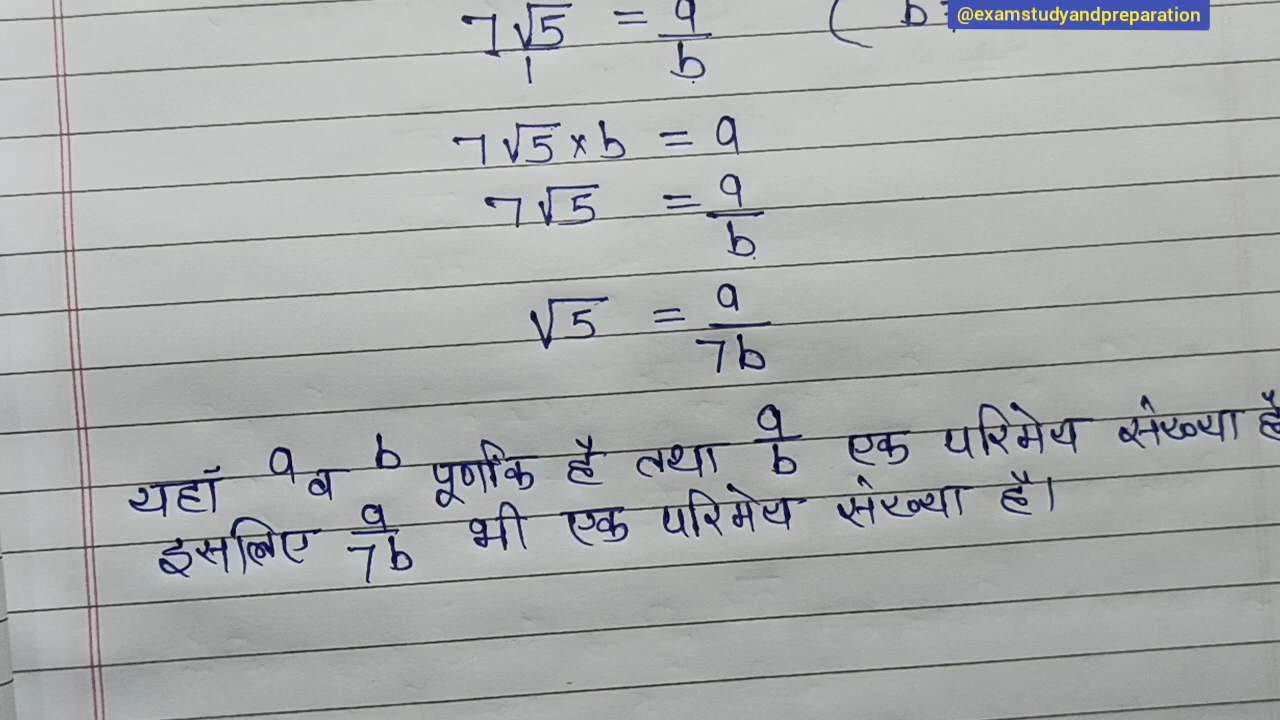 @examstudyandpreparation
7√5/1 = a/b ( b
7√5 × b = a
7√5 = a/b
√5 = a/7b
यहाँ a व b पूर्णांक है तथा a/b एक परिमेय संख्या है
इसलिए a/7b भी एक परिमेय संख्या है।